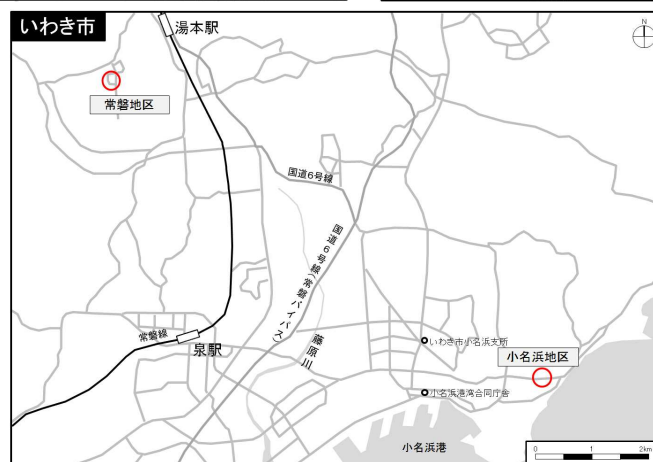 いわき市
湯本駅
N
常磐地区
国道6号線
国道6号線(常磐バイパス)
藤原川
常磐線
泉駅
いわき市小名浜支所
小名浜地区
小名浜港湾合同庁舎
小名浜港
0 1 2km